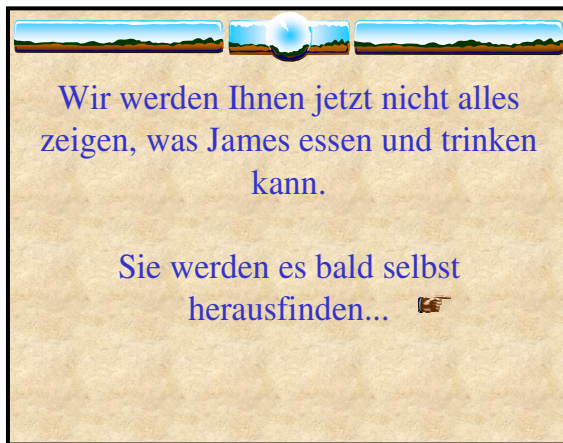 Wir werden Ihnen jetzt nicht alles
zeigen, was James essen und trinken
kann.
Sie werden es bald selbst
herausfinden...